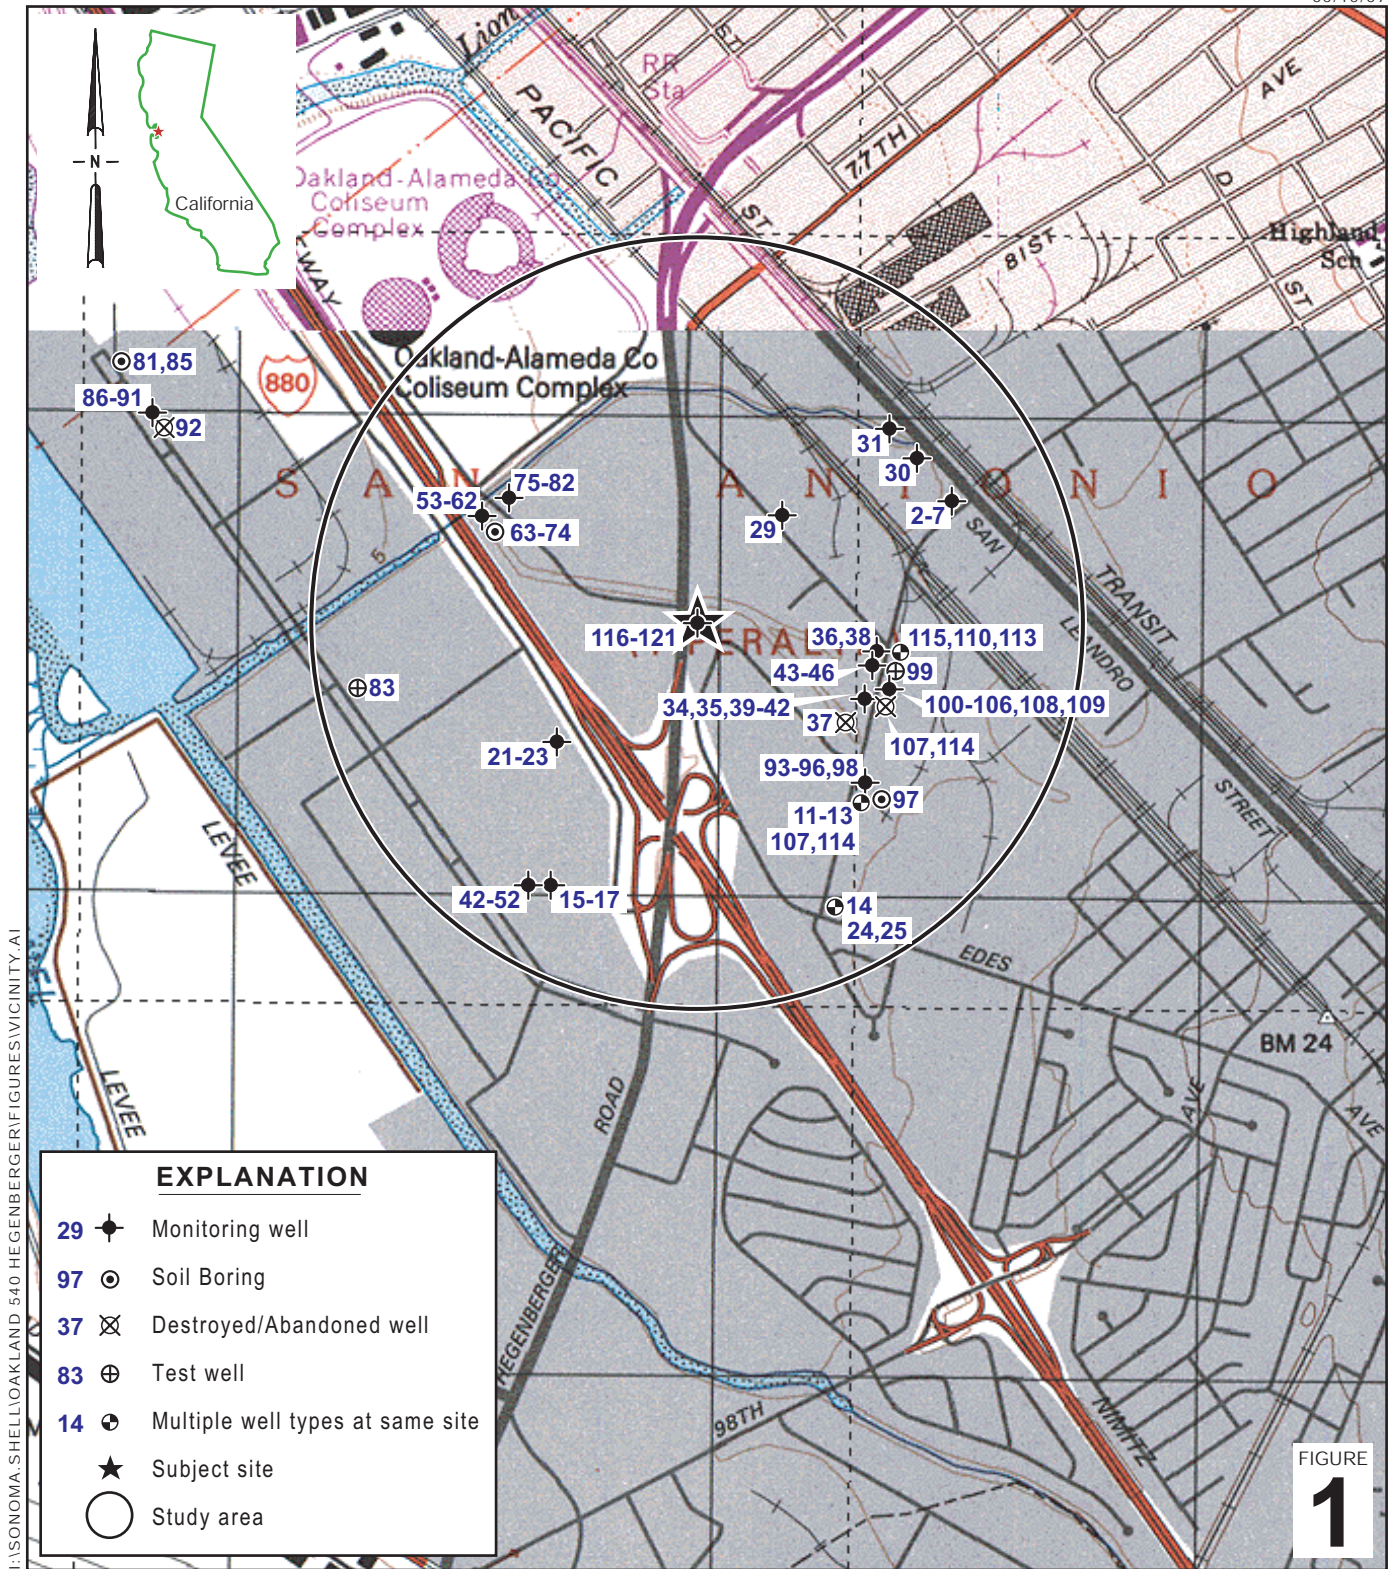 Lion
RR
Sta
PACIFIC
ST.
77TH
AVE
D
N
California
Oakland-Alameda Co
Coliseum
Complex
ST.
81ST
Highland
Sch
ST
Oakland-Alameda Co
Coliseum Complex
880
81,85
86-91
92
31
30
S A N A N T O N I O
75-82
53-62
63-74
2-7
29
5
SAN
TRANSIT
116-121
36,38
115,110,113
PERALTA
LEANDRO
43-46
99
83
34,35,39-42
100-106,108,109
37
107,114
21-23
93-96,98
97
11-13
107,114
STREET
LEVEE
42-52
15-17
14
24,25
EDES
BM 24
LEVEE
ROAD
AVE
AVE
HEGENBERGER
98TH
NIMITZ
EXPLANATION
29 Monitoring well
97 Soil Boring
37 Destroyed/Abandoned well
83 Test well
14 Multiple well types at same site
Subject site
Study area
FIGURE
1
I:\SONOMA.SHELL\OAKLAND 540 HEGENBERGER\FIGURES\VICINITY.AI